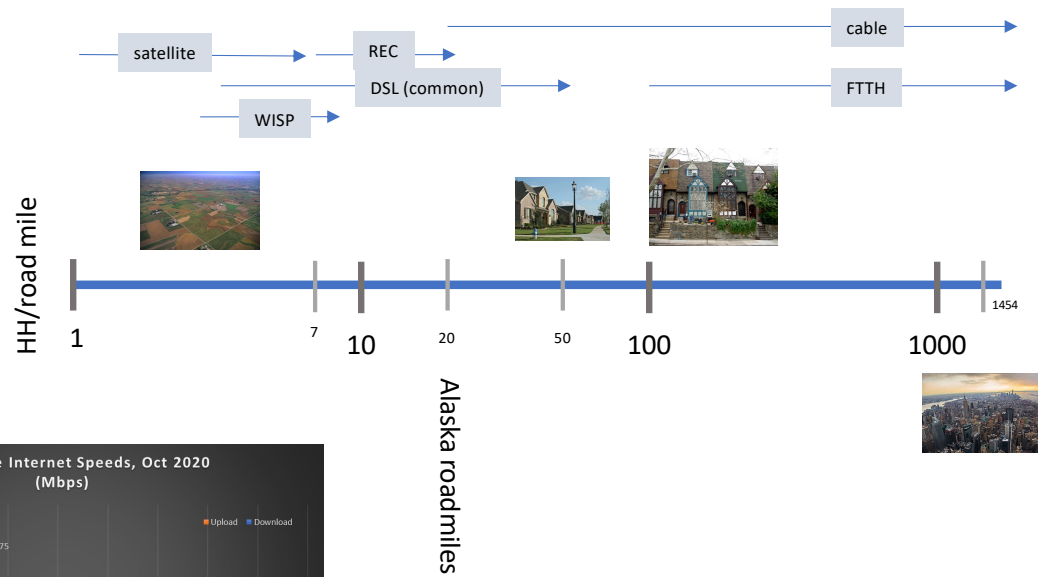 cable
satellite
REC
DSL (common)
FTTH
WISP
HH/road mile
1
7
10
20
50
100
1000
1454
Alaska roadmiles
Internet Speeds, Oct 2020
(Mbps)
Upload Download
75